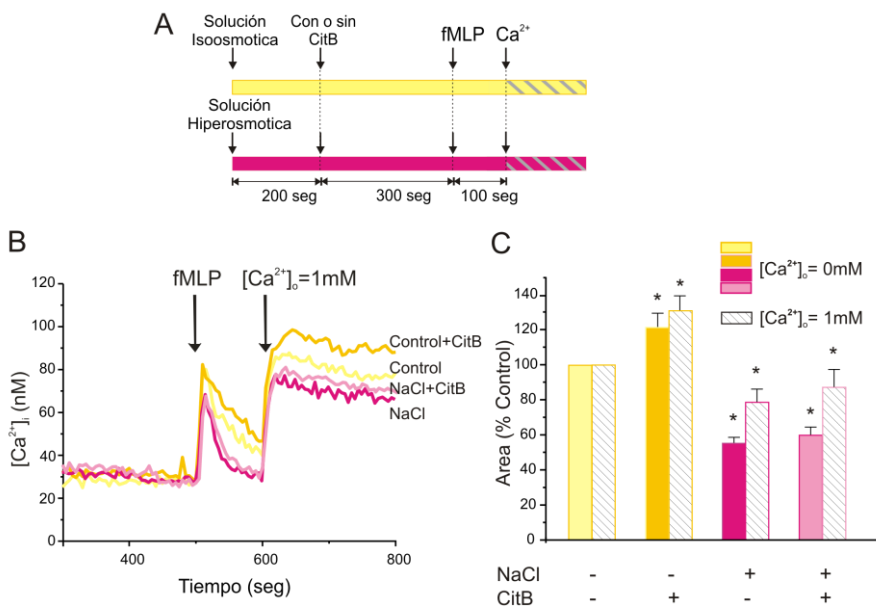 A
Solución
Isoosmotica
Con o sin
CitB
fMLP
Ca²⁺
Solución
Hiperosmotica
200 seg
300 seg
100 seg
B
fMLP
[Ca²⁺]ₒ=1mM
120
100
80
60
40
20
0
[Ca²⁺]ᵢ (nM)
Control+CitB
Control
NaCl+CitB
NaCl
400
600
800
Tiempo (seg)
C
[Ca²⁺]ₒ= 0mM
[Ca²⁺]ₒ= 1mM
140
120
100
80
60
40
20
0
Area (% Control)
* *
* *
* *
NaCl - - + +
CitB - + - +